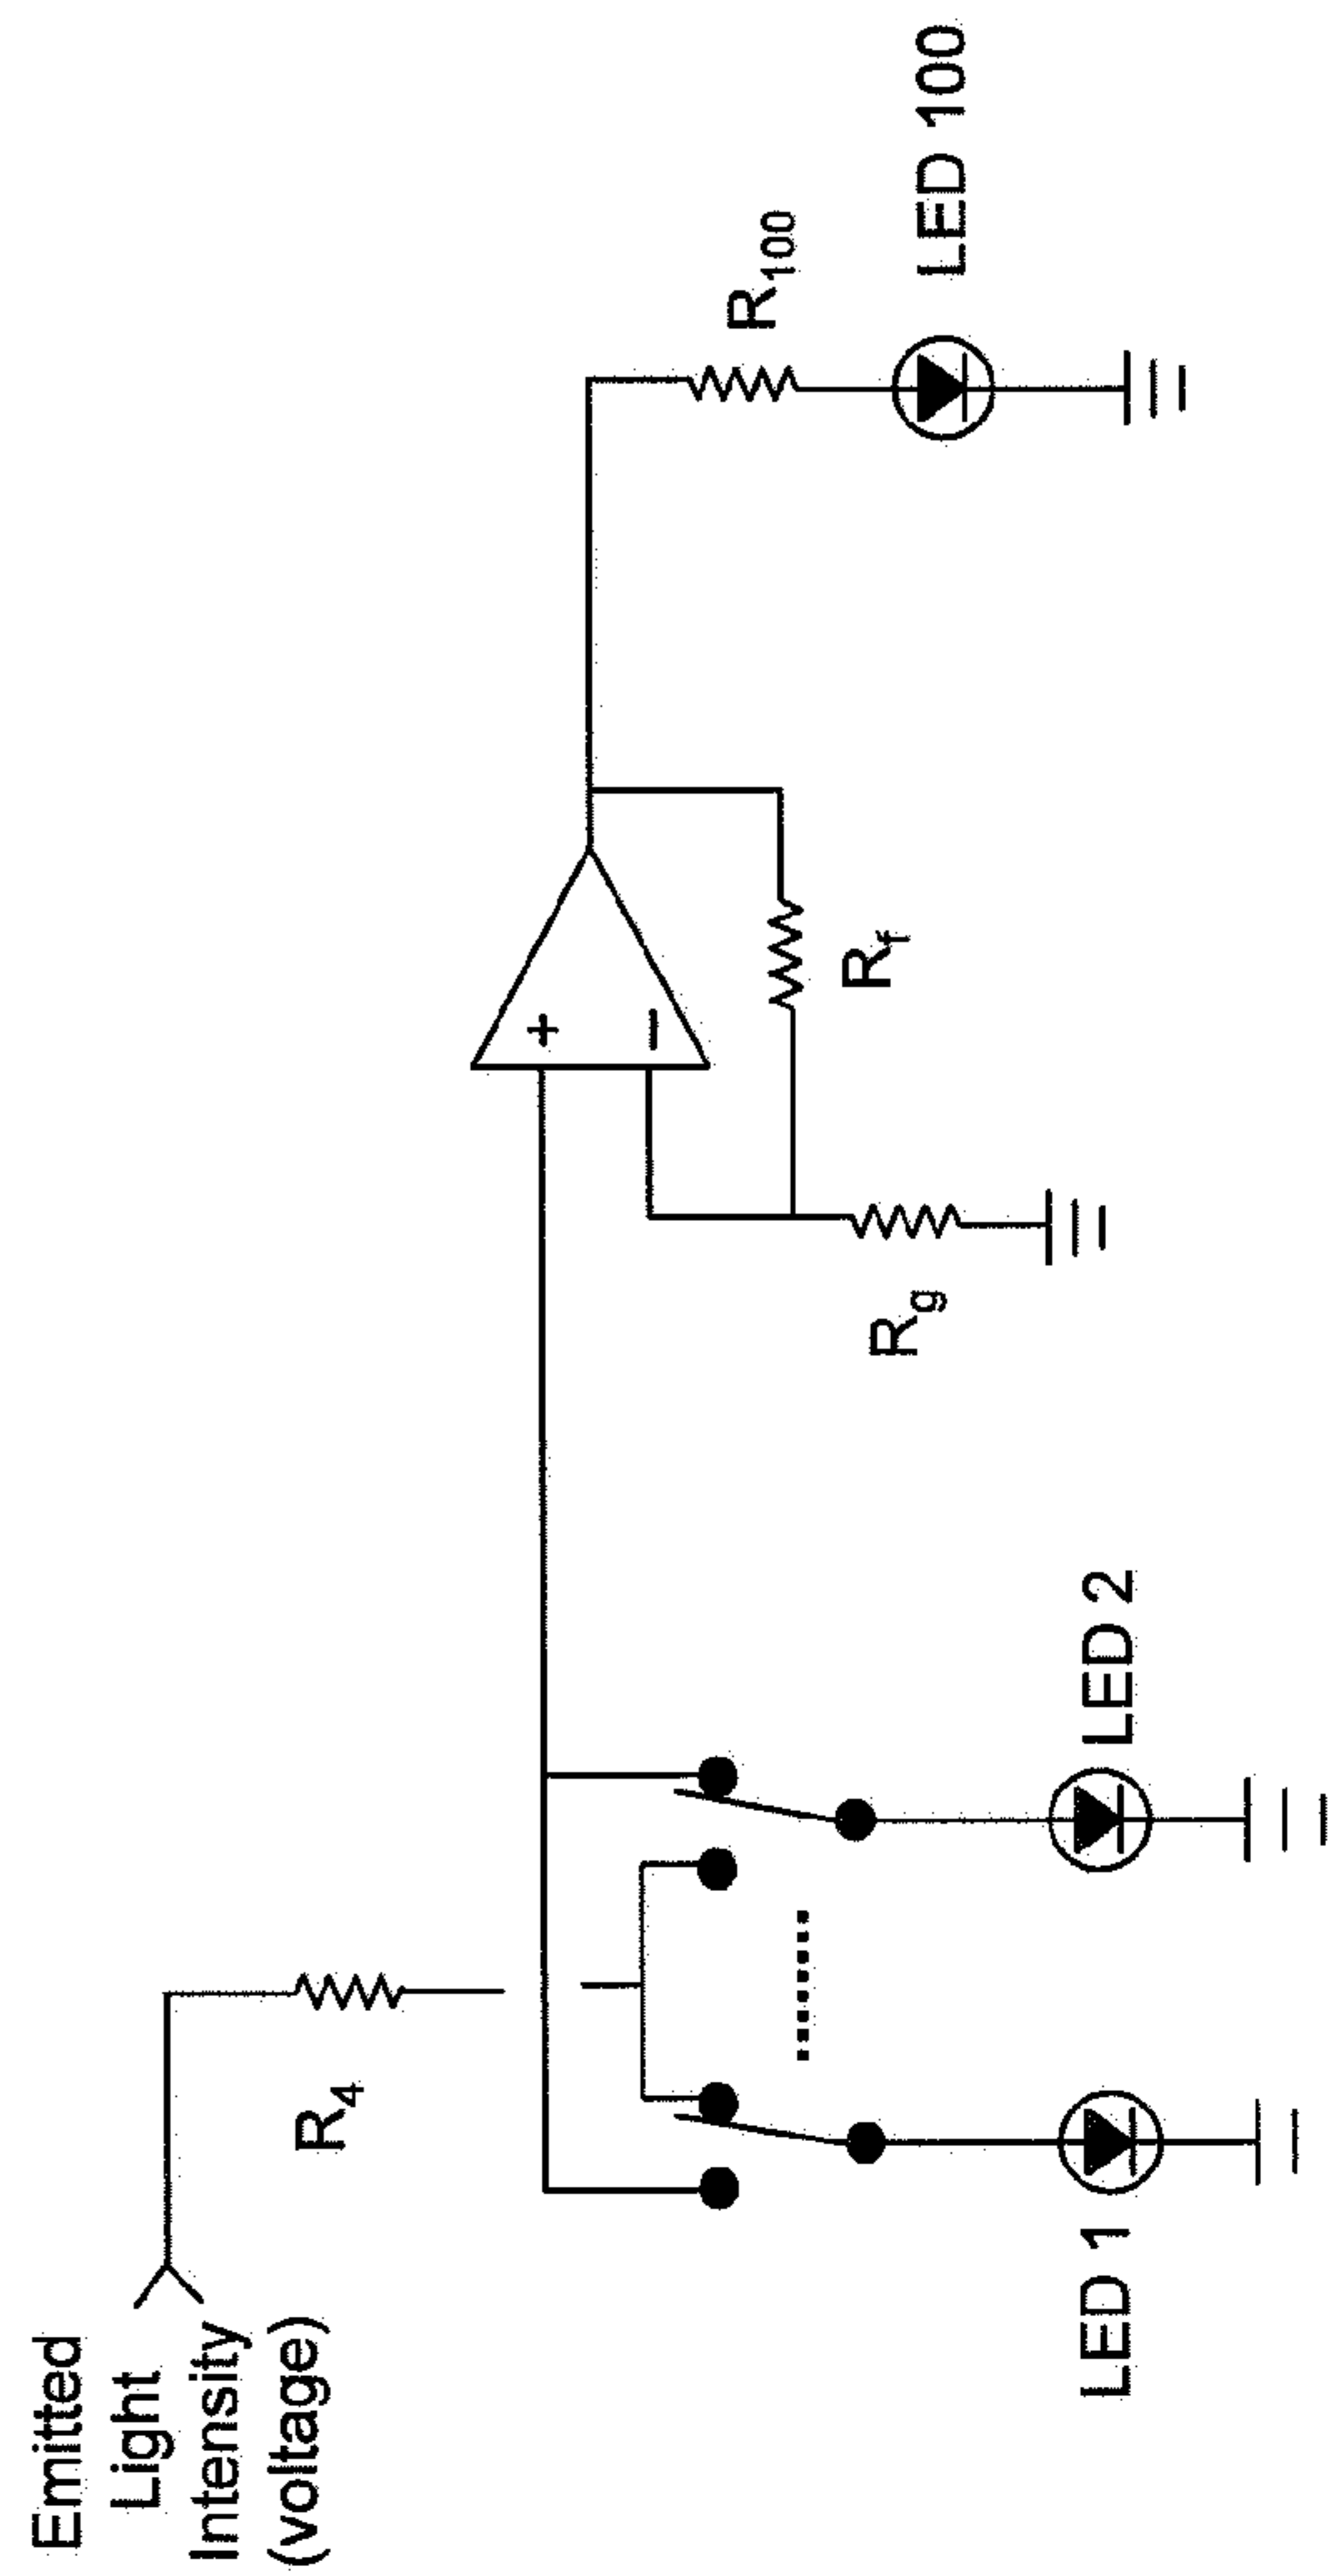 Emitted
Light
Intensity
(voltage)
R4
LED 1
LED 2
+
−
Rg
Rf
R100
LED 100